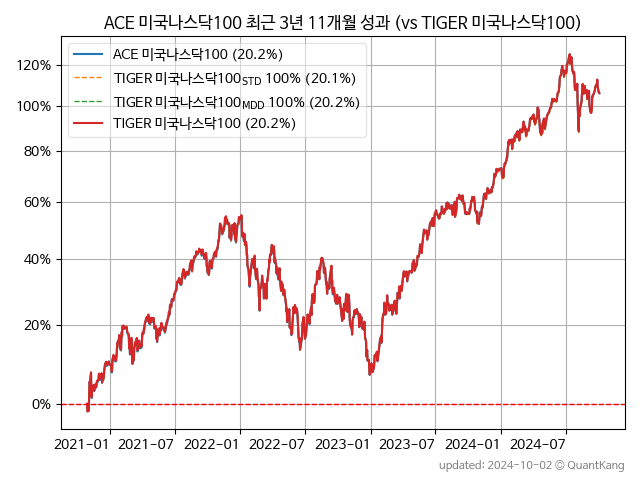 ACE 미국나스닥100 최근 3년 11개월 성과 (vs TIGER 미국나스닥100)
ACE 미국나스닥100 (20.2%)
TIGER 미국나스닥100STD 100% (20.1%)
TIGER 미국나스닥100MDD 100% (20.2%)
TIGER 미국나스닥100 (20.2%)
120%
100%
80%
60%
40%
20%
0%
2021-01 2021-07 2022-01 2022-07 2023-01 2023-07 2024-01 2024-07
updated: 2024-10-02 © QuantKang